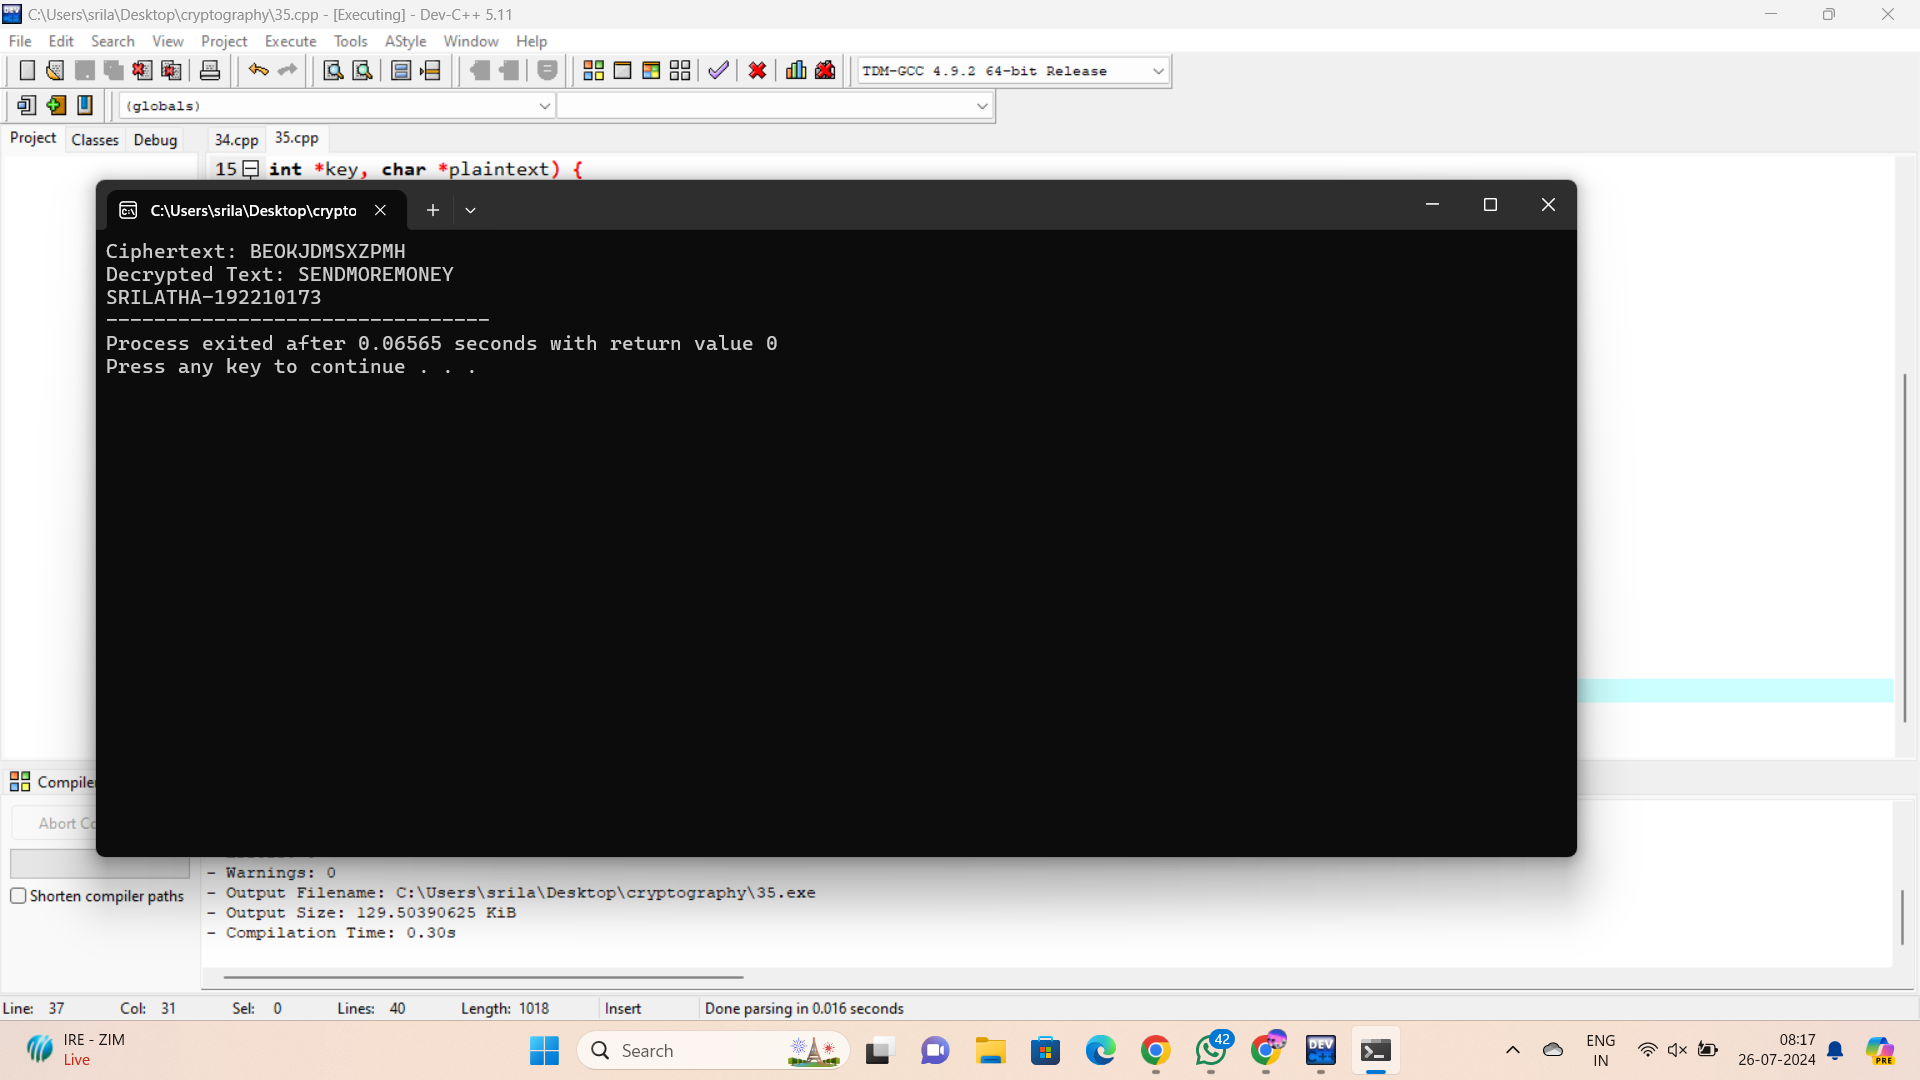 C:\Users\srila\Desktop\cryptography\35.cpp - [Executing] - Dev-C++ 5.11
File Edit Search View Project Execute Tools AStyle Window Help
TDM-GCC 4.9.2 64-bit Release
(globals)
Project Classes Debug 34.cpp 35.cpp
15 int *key, char *plaintext) {
C:\Users\srila\Desktop\crypto
Ciphertext: BEOKJDMSXZPMH
Decrypted Text: SENDMOREMONEY
SRILATHA-192210173
--------------------------------
Process exited after 0.06565 seconds with return value 0
Press any key to continue . . .
Compiler
Abort Co
Shorten compiler paths
- Warnings: 0
- Output Filename: C:\Users\srila\Desktop\cryptography\35.exe
- Output Size: 129.50390625 KiB
- Compilation Time: 0.30s
Line: 37 Col: 31 Sel: 0 Lines: 40 Length: 1018 Insert Done parsing in 0.016 seconds
IRE - ZIM
Live
Search
42
DEV
ENG
IN
08:17
26-07-2024
PRE